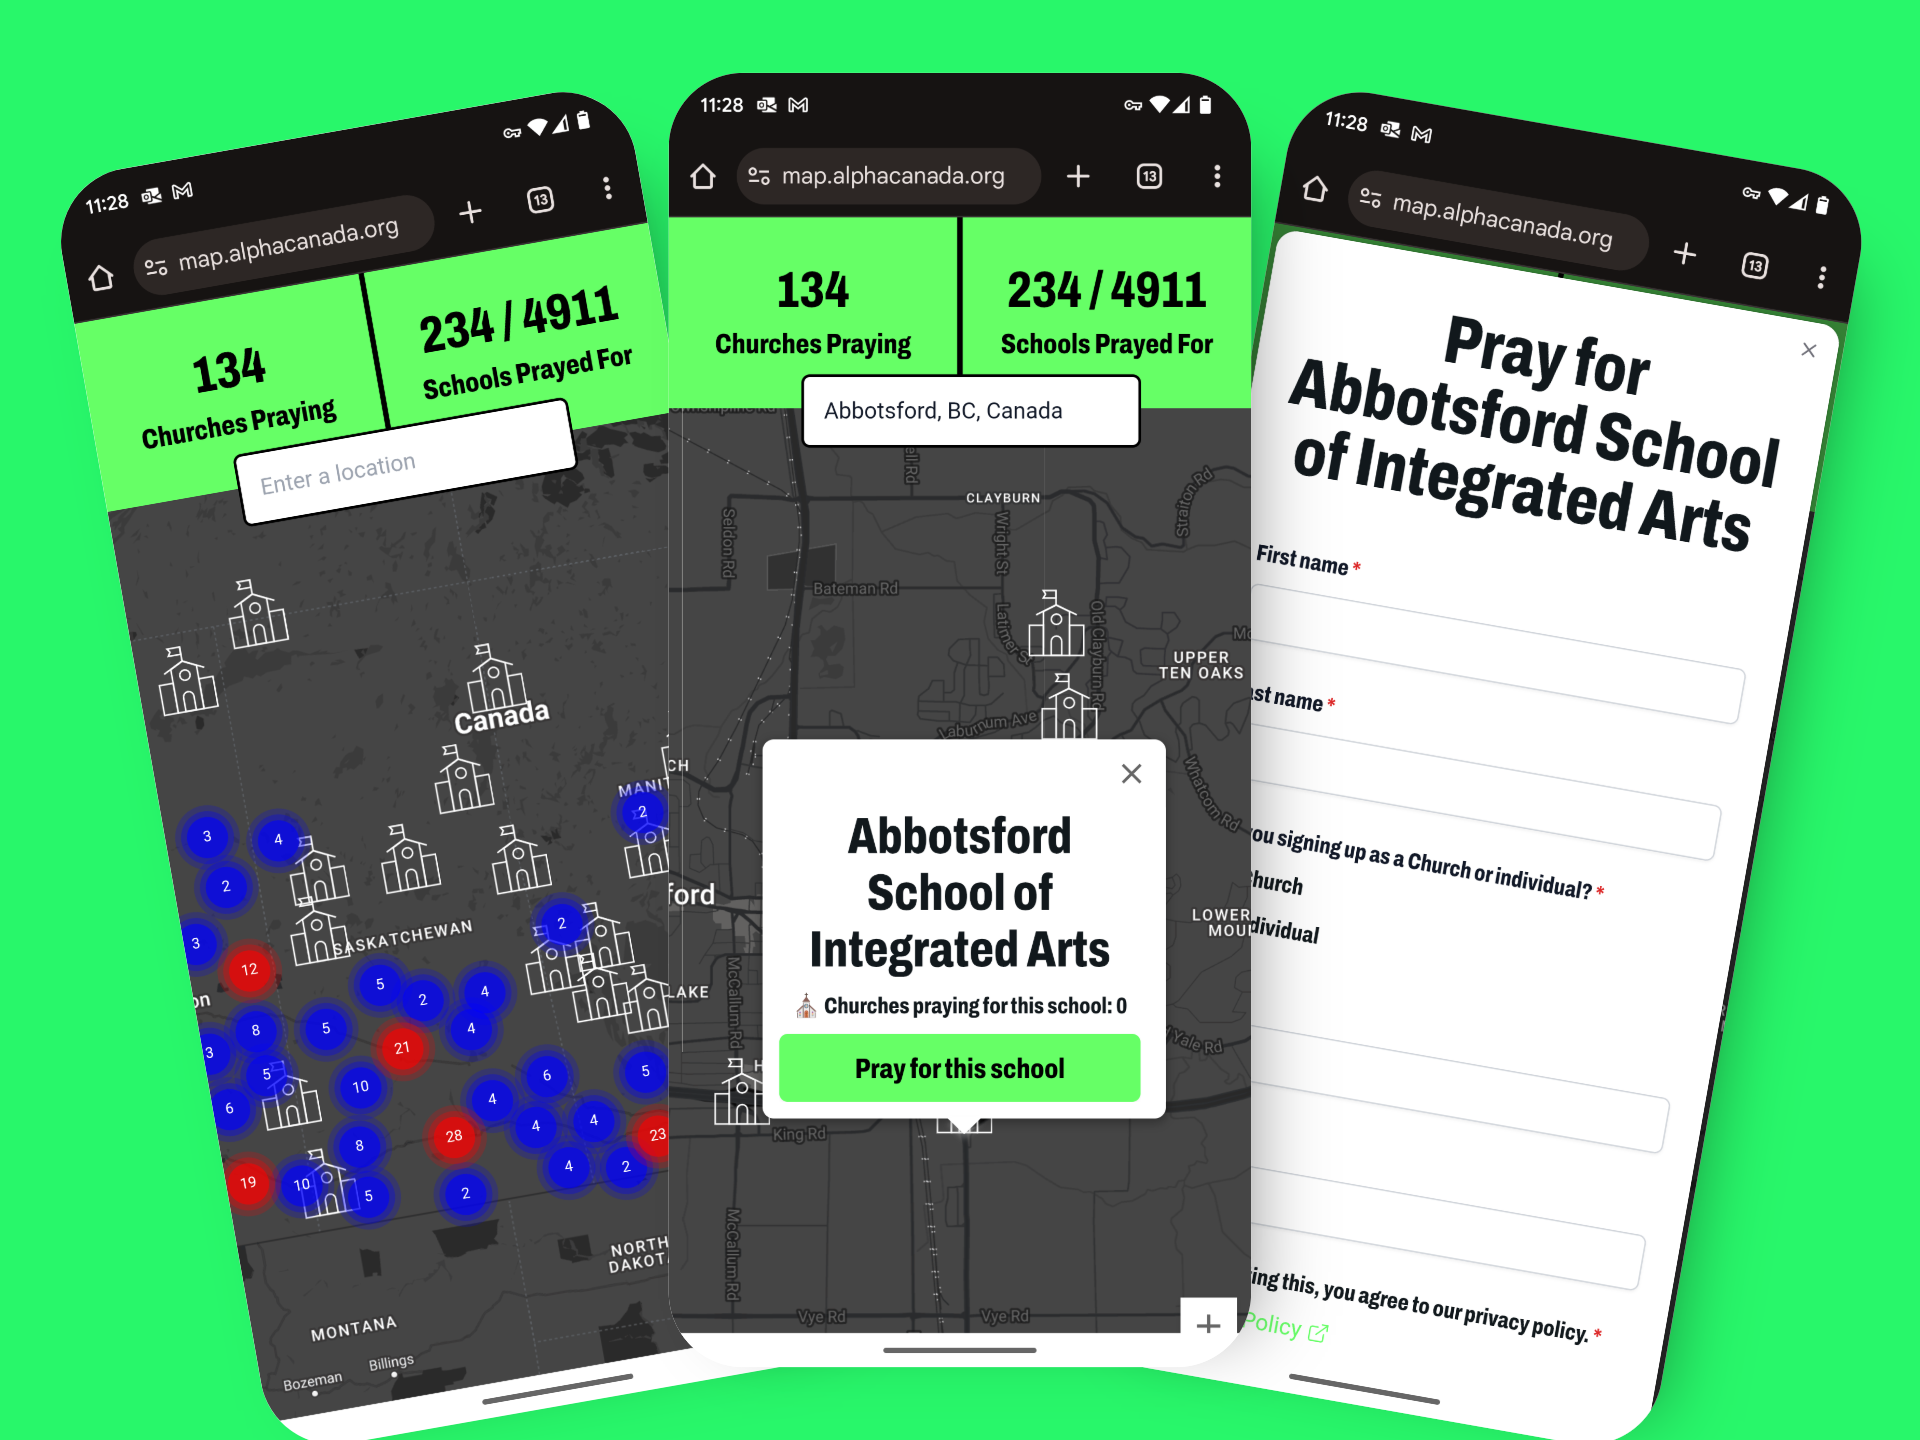 11:28
map.alphacanada.org
13
134
Churches Praying
234 / 4911
Schools Prayed For
Enter a location
Canada
MANIT
SASKATCHEWAN
on
3
4
2
3
12
2
2
5
2
4
8
5
4
3
21
5
10
6
5
6
4
4
4
28
23
8
4
2
19
10
5
2
NORTH
DAKOTA
MONTANA
Billings
Bozeman
11:28
map.alphacanada.org
13
134
Churches Praying
234 / 4911
Schools Prayed For
Abbotsford, BC, Canada
ell Rd
CLAYBURN
Straiton Rd
Seldon Rd
Wright St
Bateman Rd
Latimer St
Old Clayburn Rd
UPPER
TEN OAKS
Laburnum Ave
CH
Whatcom Rd
ford
LOWER
MOU
LAKE
McCallum Rd
Yale Rd
H
King Rd
McCallum Rd
Vye Rd
Vye Rd
Abbotsford
School of
Integrated Arts
Churches praying for this school: 0
Pray for this school
11:28
map.alphacanada.org
13
Pray for
Abbotsford School
of Integrated Arts
First name *
ast name *
you signing up as a Church or individual? *
hurch
dividual
ing this, you agree to our privacy policy. *
Policy